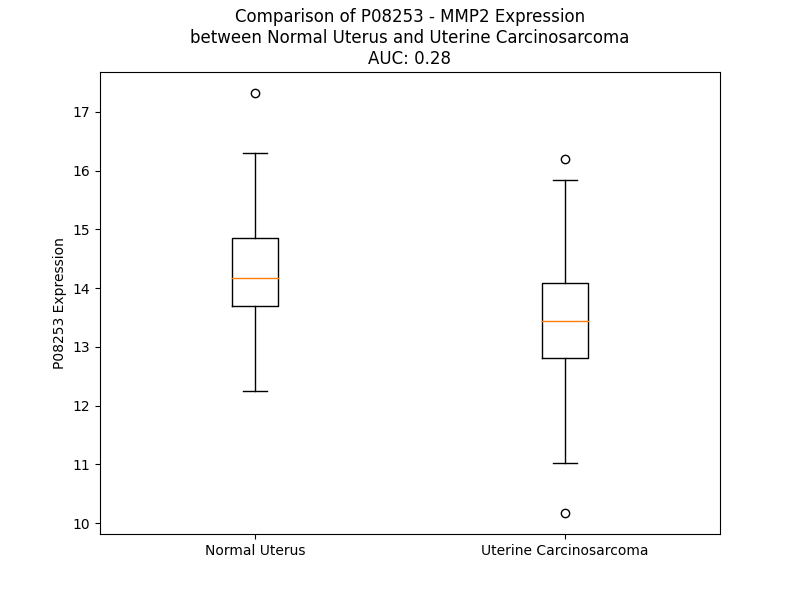 Comparison of P08253 - MMP2 Expression
between Normal Uterus and Uterine Carcinosarcoma
AUC: 0.28
P08253 Expression
17
16
15
14
13
12
11
10
Normal Uterus
Uterine Carcinosarcoma